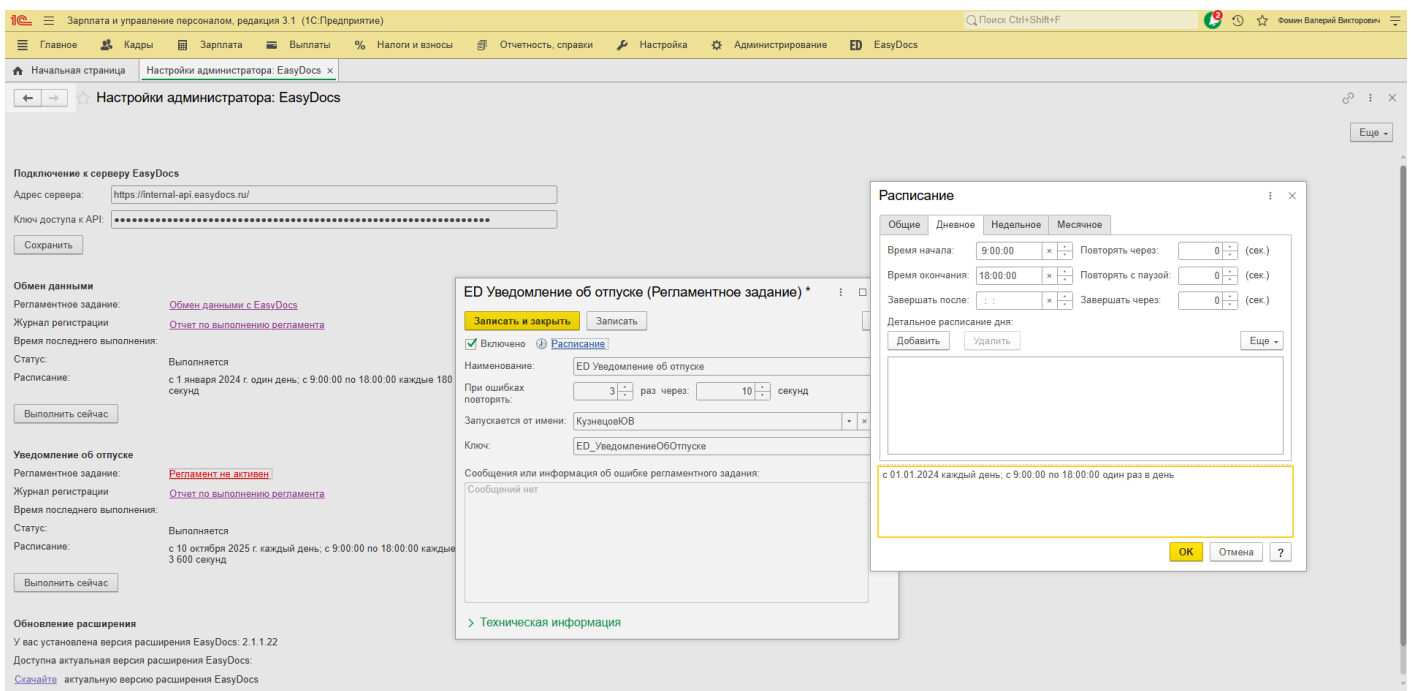 Зарплата и управление персоналом, редакция 3.1 (1С:Предприятие)
Поиск Ctrl+Shift+F
2
Фомин Валерий Викторович
Главное Кадры Зарплата Выплаты % Налоги и взносы Отчетность, справки Настройка Администрирование ED EasyDocs
Начальная страница Настройки администратора: EasyDocs ×
Настройки администратора: EasyDocs
Еще
Подключение к серверу EasyDocs
Адрес сервера: https://internal-api.easydocs.ru/
Ключ доступа к API:
Сохранить
Обмен данными
Регламентное задание: Обмен данными с EasyDocs
Журнал регистрации Отчет по выполнению регламента
Время последнего выполнения:
Статус: Выполняется
Расписание: с 1 января 2024 г. один день; с 9:00:00 по 18:00:00 каждые 180
секунд
Выполнить сейчас
Уведомление об отпуске
Регламентное задание: Регламент не активен
Журнал регистрации Отчет по выполнению регламента
Время последнего выполнения:
Статус: Выполняется
Расписание: с 10 октября 2025 г. каждый день; с 9:00:00 по 18:00:00 каждые
3 600 секунд
Выполнить сейчас
Обновление расширения
У вас установлена версия расширения EasyDocs: 2.1.1.22
Доступна актуальная версия расширения EasyDocs:
Скачайте актуальную версию расширения EasyDocs
ED Уведомление об отпуске (Регламентное задание) *
Записать и закрыть Записать
Включено Расписание
Наименование: ED Уведомление об отпуске
При ошибках
повторять: 3 раз через: 10 секунд
Запускается от имени: КузнецовЮВ
Ключ: ED_УведомлениеОбОтпуске
Сообщения или информация об ошибке регламентного задания:
Сообщений нет
Техническая информация
Расписание
Общие Дневное Недельное Месячное
Время начала: 9:00:00 Повторять через: 0 (сек.)
Время окончания: 18:00:00 Повторять с паузой: 0 (сек.)
Завершать после: : : Завершать через: 0 (сек.)
Детальное расписание дня:
Добавить Удалить Еще
с 01.01.2024 каждый день; с 9:00:00 по 18:00:00 один раз в день
OK Отмена ?